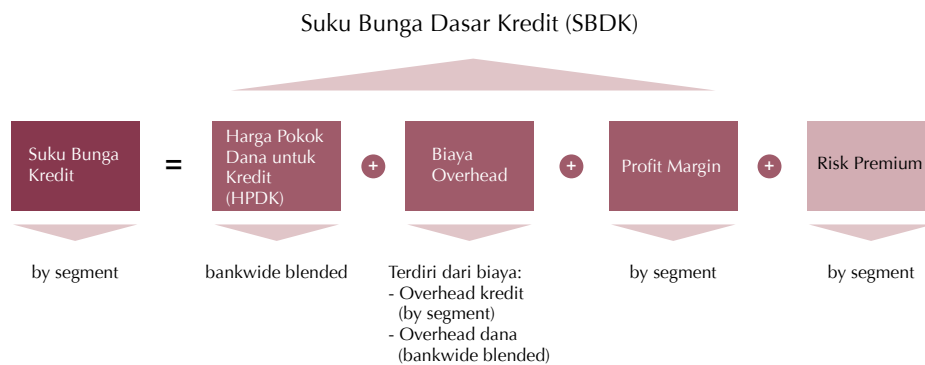 Suku Bunga Dasar Kredit (SBDK)
Suku Bunga
Kredit
=
Harga Pokok
Dana untuk
Kredit
(HPDK)
+
Biaya
Overhead
+
Profit Margin
+
Risk Premium
by segment
bankwide blended
Terdiri dari biaya:
- Overhead kredit
(by segment)
- Overhead dana
(bankwide blended)
by segment
by segment